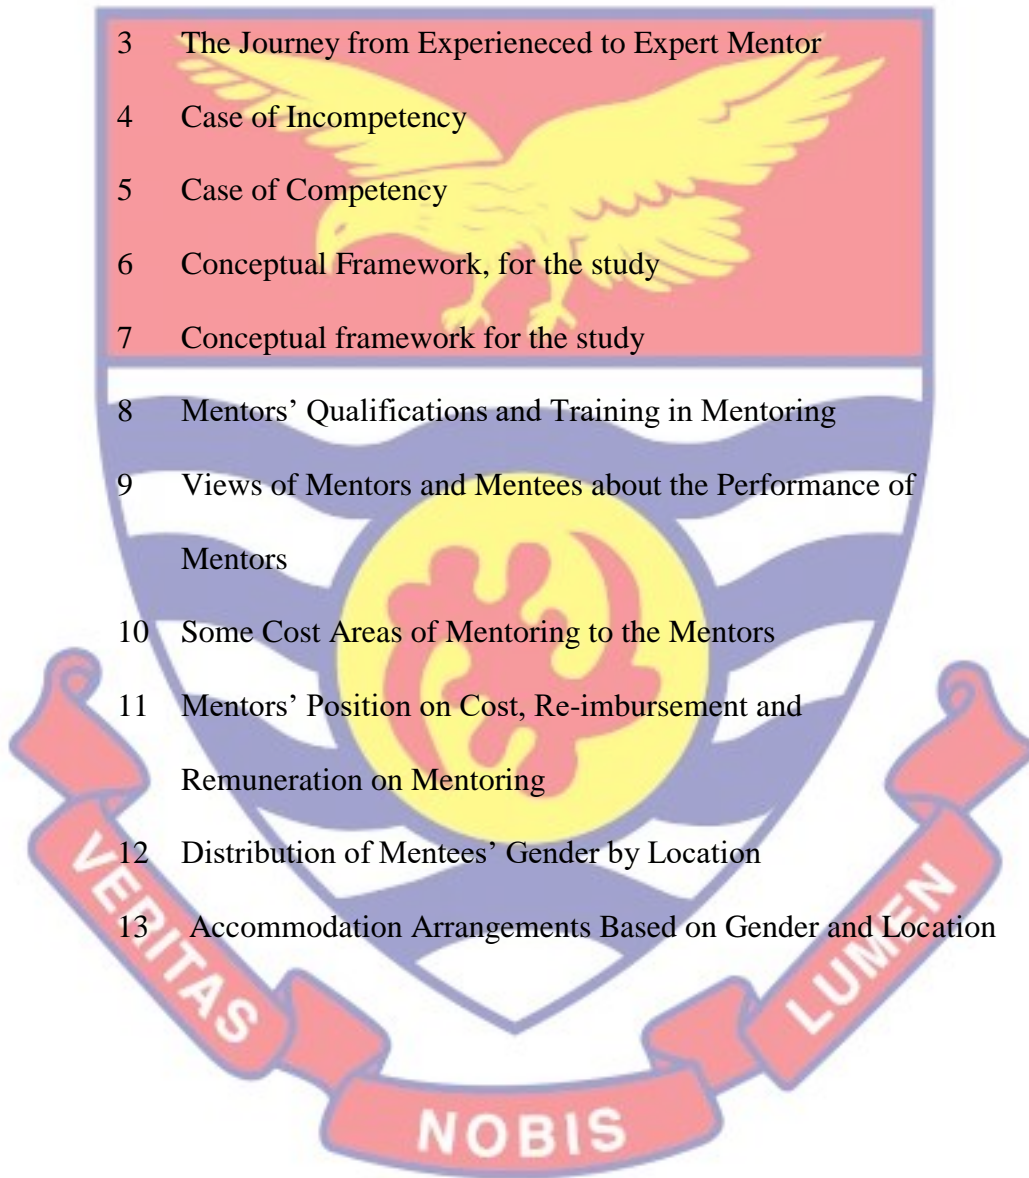 3 The Journey from Experieneced to Expert Mentor
4 Case of Incompetency
5 Case of Competency
6 Conceptual Framework, for the study
7 Conceptual framework for the study
8 Mentors’ Qualifications and Training in Mentoring
9 Views of Mentors and Mentees about the Performance of
Mentors
10 Some Cost Areas of Mentoring to the Mentors
11 Mentors’ Position on Cost, Re-imbursement and
Remuneration on Mentoring
12 Distribution of Mentees’ Gender by Location
13 Accommodation Arrangements Based on Gender and Location
VERITAS
NOBIS
LUMEN